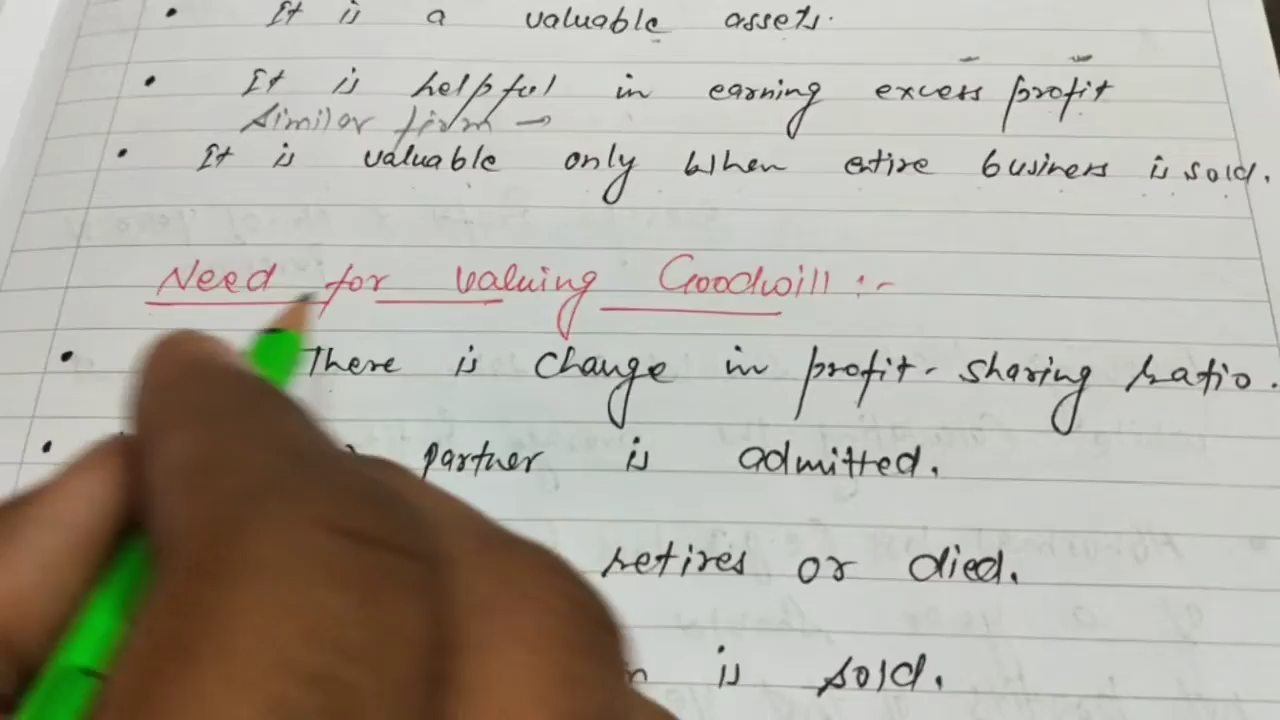 • It is a valuable assets.
• It is helpful in earning excess profit
similar firm →
• It is valuable only when entire business is sold.
Need for valuing Goodwill :-
• There is change in profit-sharing ratio.
• partner is admitted.
retires or died.
is sold.